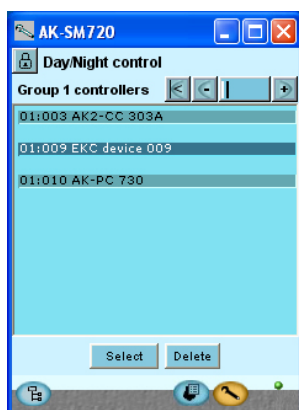 AK-SM720
Day/Night control
Group 1 controllers
01:003 AK2-CC 303A
01:009 EKC device 009
01:010 AK-PC 730
Select Delete